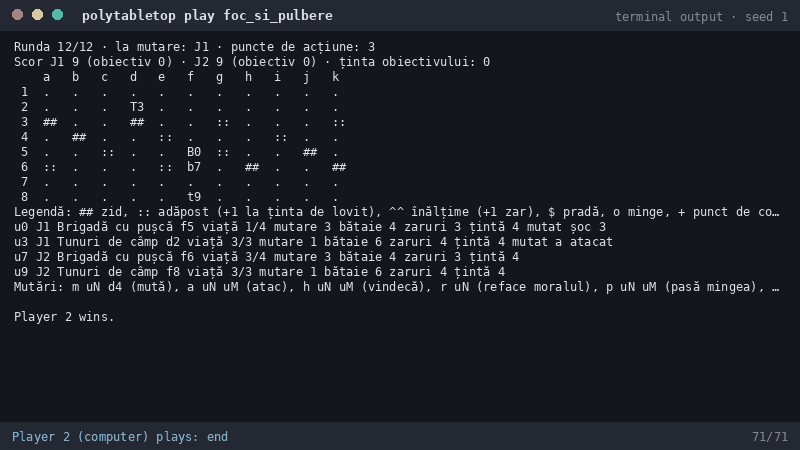 polytabletop play foc_si_pulbere
terminal output · seed 1
Runda 12/12 · la mutare: J1 · puncte de acțiune: 3
Scor J1 9 (obiectiv 0) · J2 9 (obiectiv 0) · ținta obiectivului: 0
a b c d e f g h i j k
1 . . . . . . . . . . .
2 . . . T3 . . . . . . .
3 ## . . ## . . :: . . . ::
4 . ## . . :: . . . :: . .
5 . . :: . . B0 :: . . ## .
6 :: . . . :: b7 . ## . . ##
7 . . . . . . . . . . .
8 . . . . . t9 . . . . .
Legendă: ## zid, :: adăpost (+1 la ținta de lovit), ^^ înălțime (+1 zar), $ pradă, o minge, + punct de co…
u0 J1 Brigadă cu pușcă f5 viață 1/4 mutare 3 bătaie 4 zaruri 3 țintă 4 mutat șoc 3
u3 J1 Tunuri de câmp d2 viață 3/3 mutare 1 bătaie 6 zaruri 4 țintă 4 mutat a atacat
u7 J2 Brigadă cu pușcă f6 viață 3/4 mutare 3 bătaie 4 zaruri 3 țintă 4
u9 J2 Tunuri de câmp f8 viață 3/3 mutare 1 bătaie 6 zaruri 4 țintă 4
Mutări: m uN d4 (mută), a uN uM (atac), h uN uM (vindecă), r uN (reface moralul), p uN uM (pasă mingea), …
Player 2 wins.
Player 2 (computer) plays: end
71/71